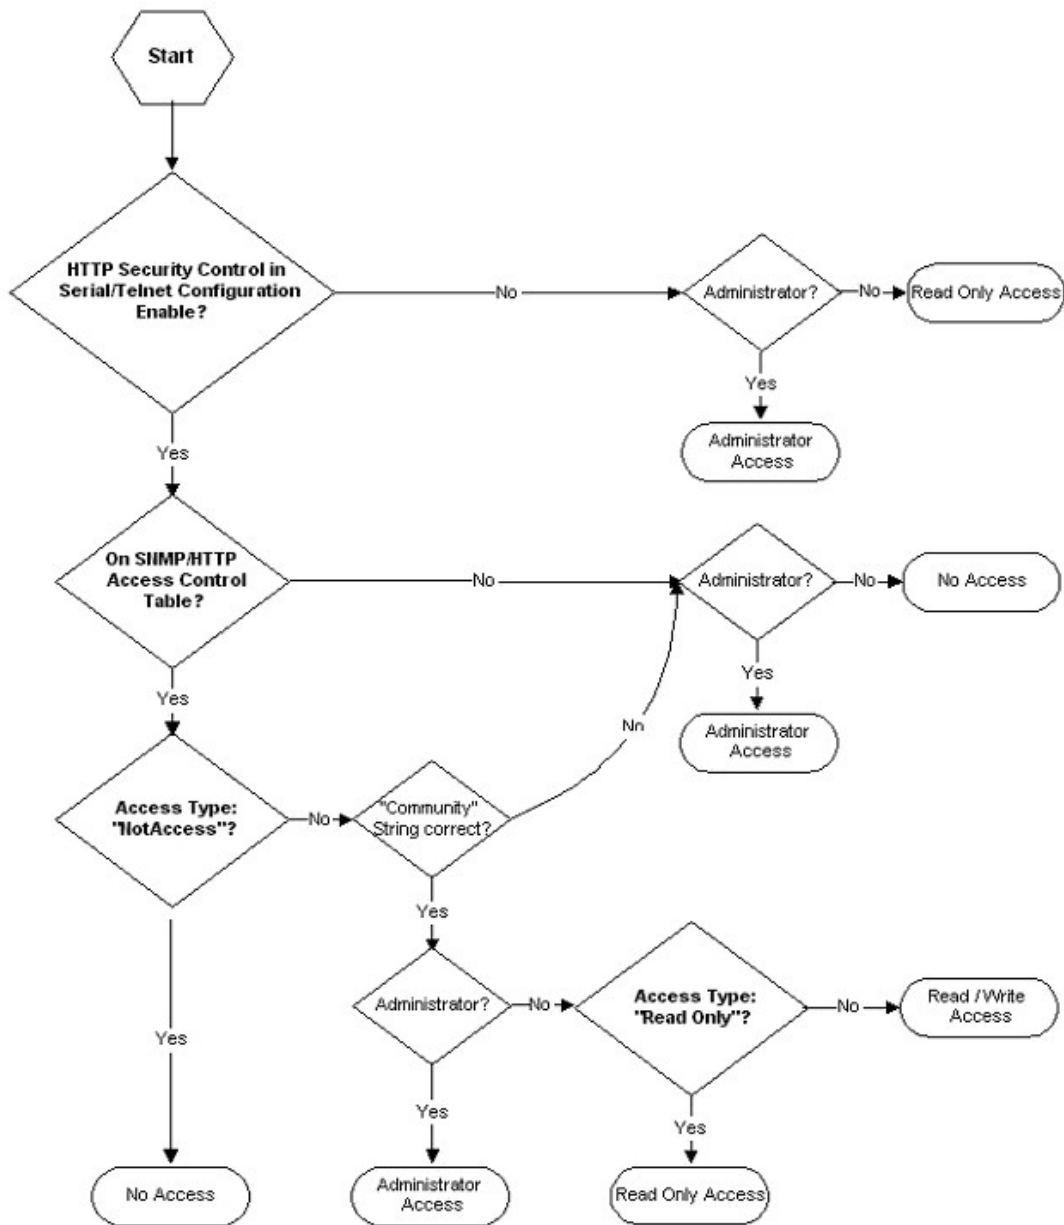 Start
HTTP Security Control in
Serial/Telnet Configuration
Enable?
No
Administrator?
No
Read Only Access
Yes
Administrator
Access
Yes
On SNMP/HTTP
Access Control
Table?
No
Administrator?
No
No Access
Yes
Administrator
Access
Yes
No
Access Type:
"NotAccess"?
No
"Community"
String correct?
Yes
Administrator?
No
Access Type:
"Read Only"?
No
Read / Write
Access
Yes
Yes
Yes
No Access
Administrator
Access
Read Only Access